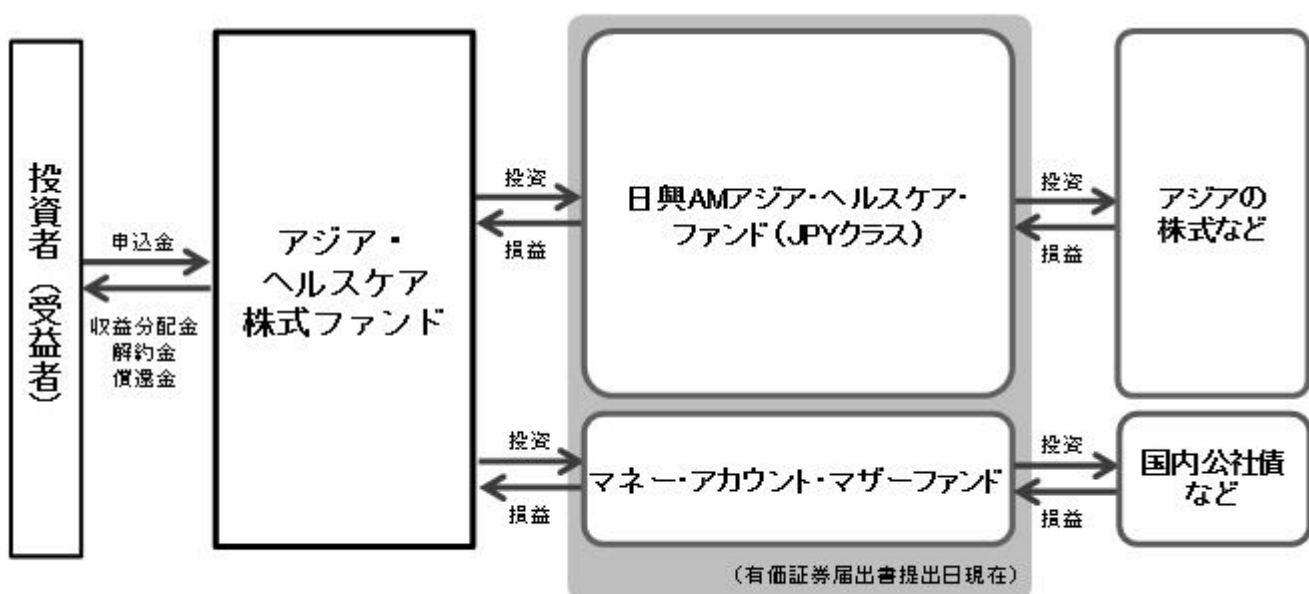 投資者（受益者）
申込金
収益分配金
解約金
償還金
アジア・
ヘルスケア
株式ファンド
投資
損益
投資
損益
日興AMアジア・ヘルスケア・
ファンド（JPYクラス）
マネー・アカウント・マザーファンド
（有価証券届出書提出日現在）
投資
損益
投資
損益
アジアの
株式など
国内公社債
など